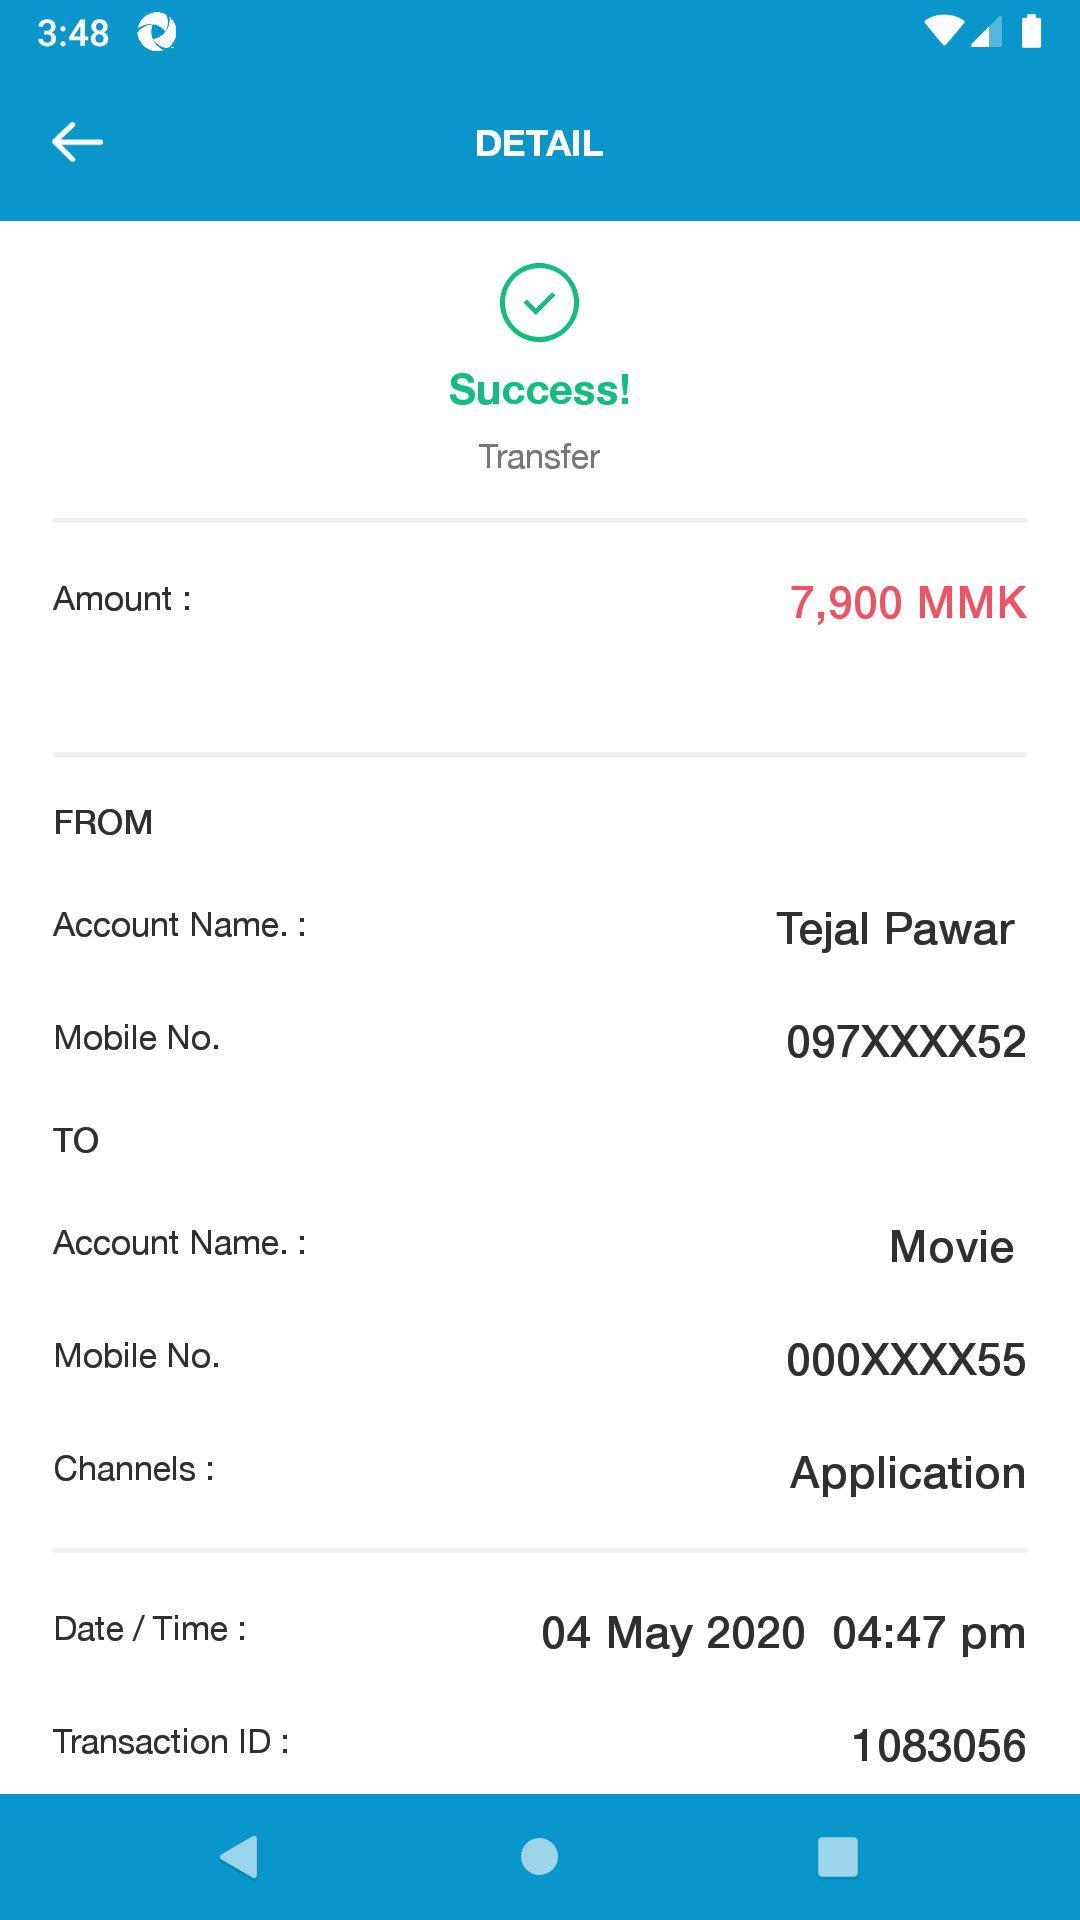 3:48
DETAIL
Success!
Transfer
Amount : 7,900 MMK
FROM
Account Name. : Tejal Pawar
Mobile No. 097XXXX52
TO
Account Name. : Movie
Mobile No. 000XXXX55
Channels : Application
Date / Time : 04 May 2020 04:47 pm
Transaction ID : 1083056